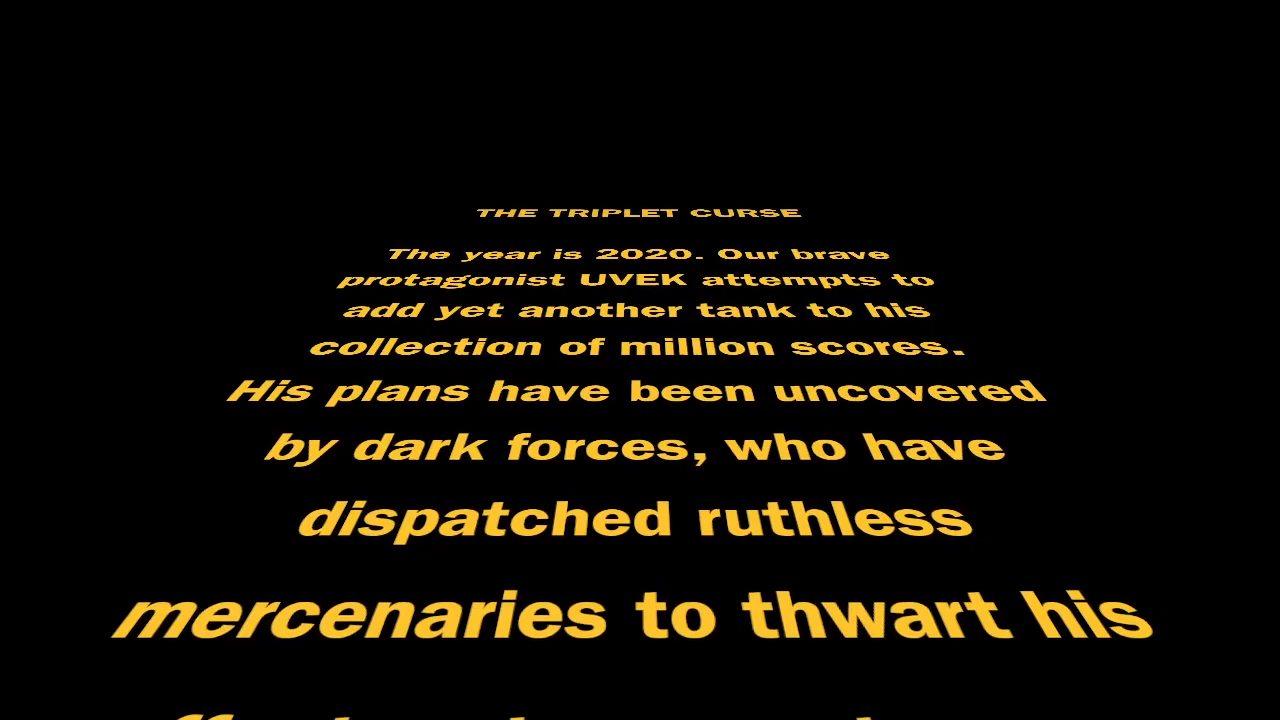 THE TRIPLET CURSE
The year is 2020. Our brave
protagonist UVEK attempts to
add yet another tank to his
collection of million scores.
His plans have been uncovered
by dark forces, who have
dispatched ruthless
mercenaries to thwart his